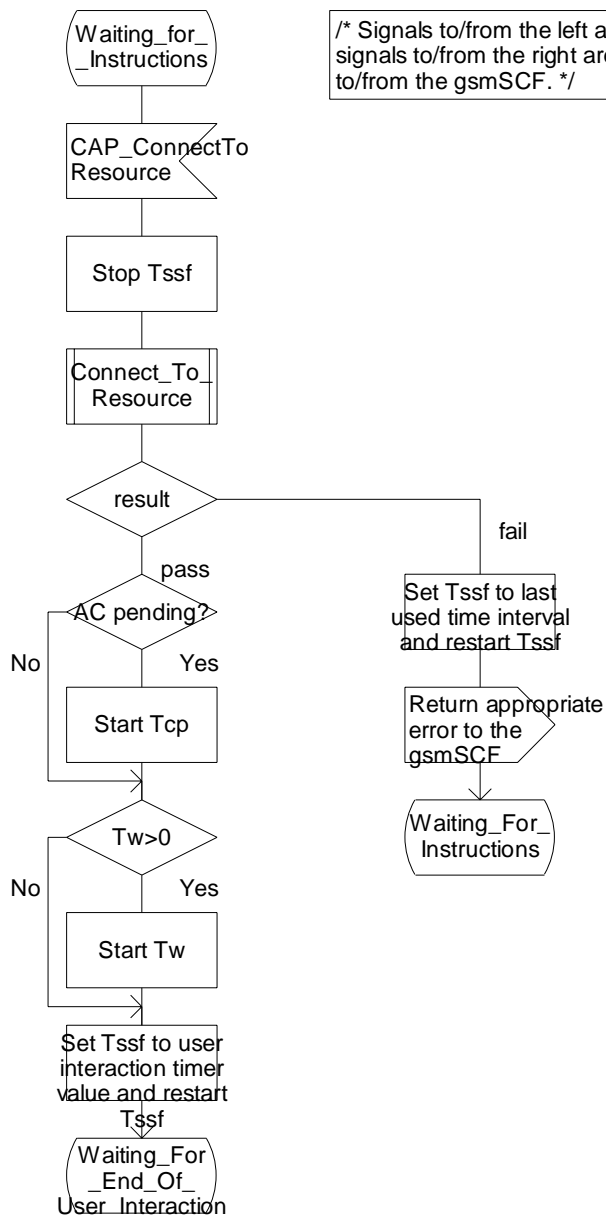 Waiting_for_
_Instructions
/* Signals to/from the left a
signals to/from the right are
to/from the gsmSCF. */
CAP_ConnectTo
Resource
Stop Tssf
Connect_To_
Resource
result
fail
pass
AC pending?
No
Yes
Start Tcp
Set Tssf to last
used time interval
and restart Tssf
Return appropriate
error to the
gsmSCF
Waiting_For_
Instructions
Tw>0
No
Yes
Start Tw
Set Tssf to user
interaction timer
value and restart
Tssf
Waiting_For
_End_Of_
User_Interaction